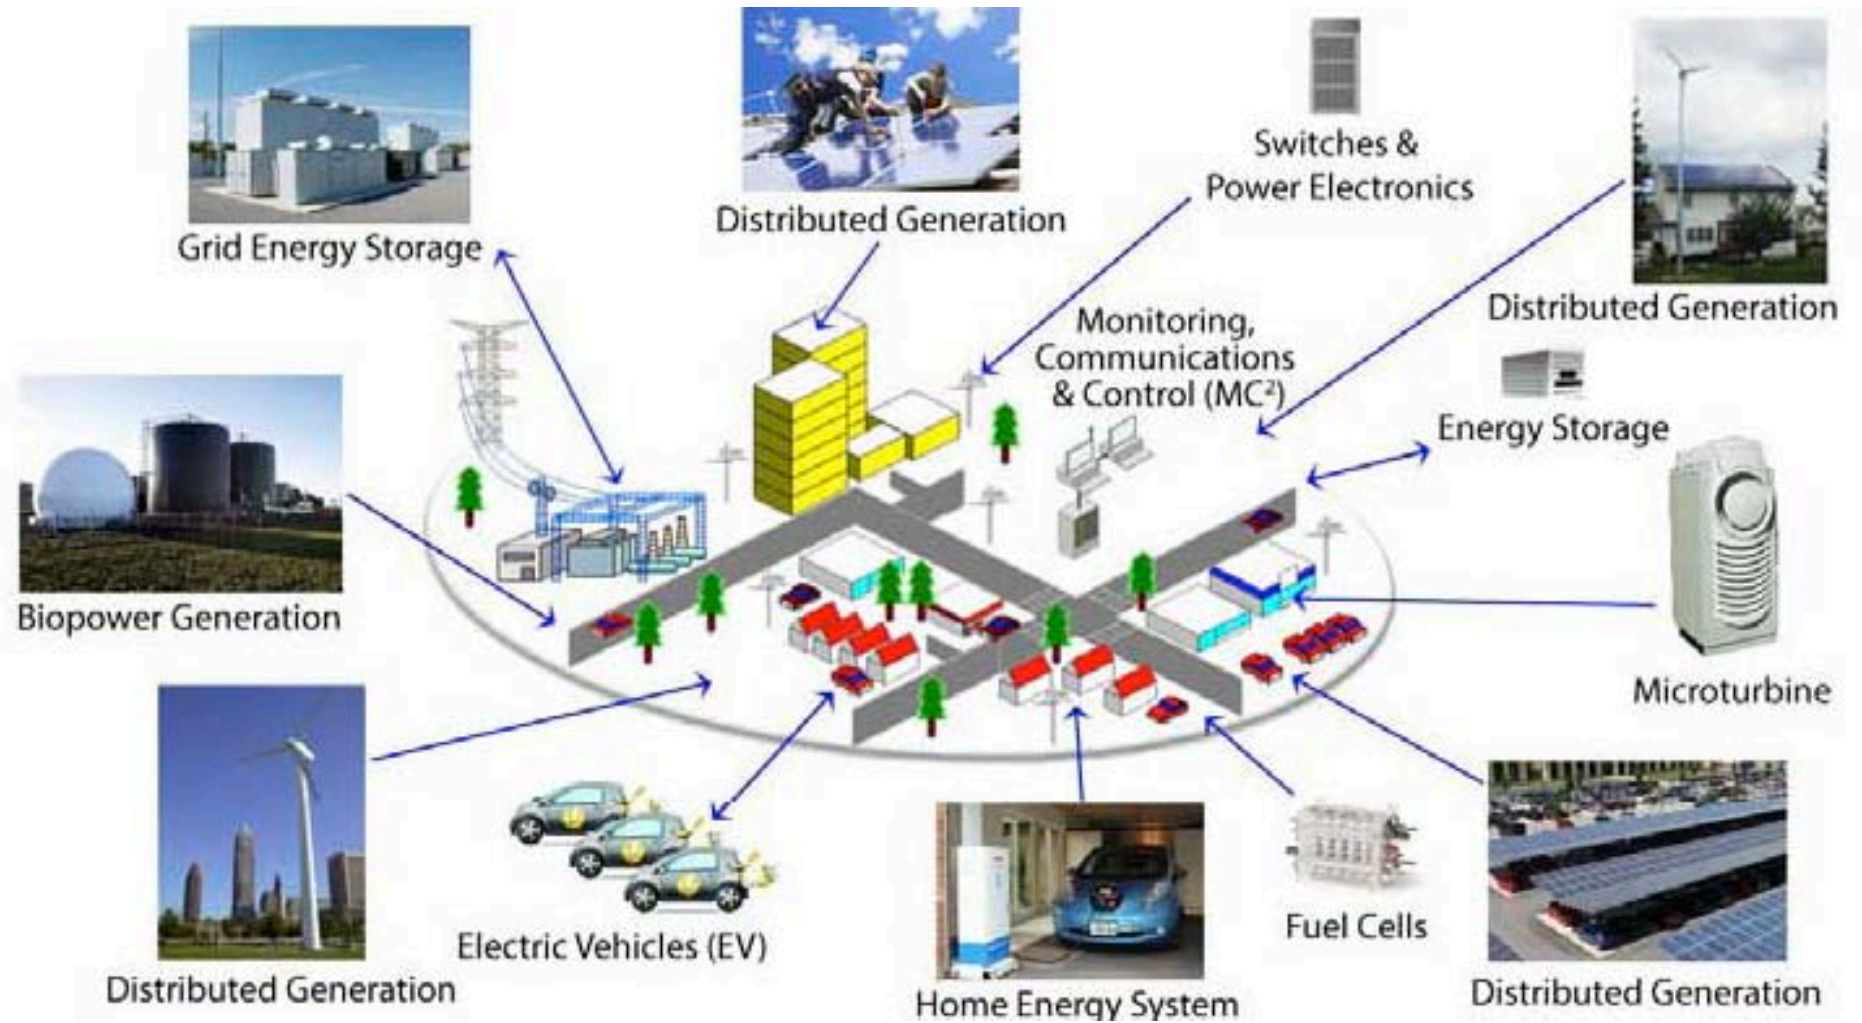 Grid Energy Storage
Distributed Generation
Switches &
Power Electronics
Distributed Generation
Monitoring,
Communications
& Control (MC²)
Energy Storage
Biopower Generation
Microturbine
Distributed Generation
Electric Vehicles (EV)
Home Energy System
Fuel Cells
Distributed Generation